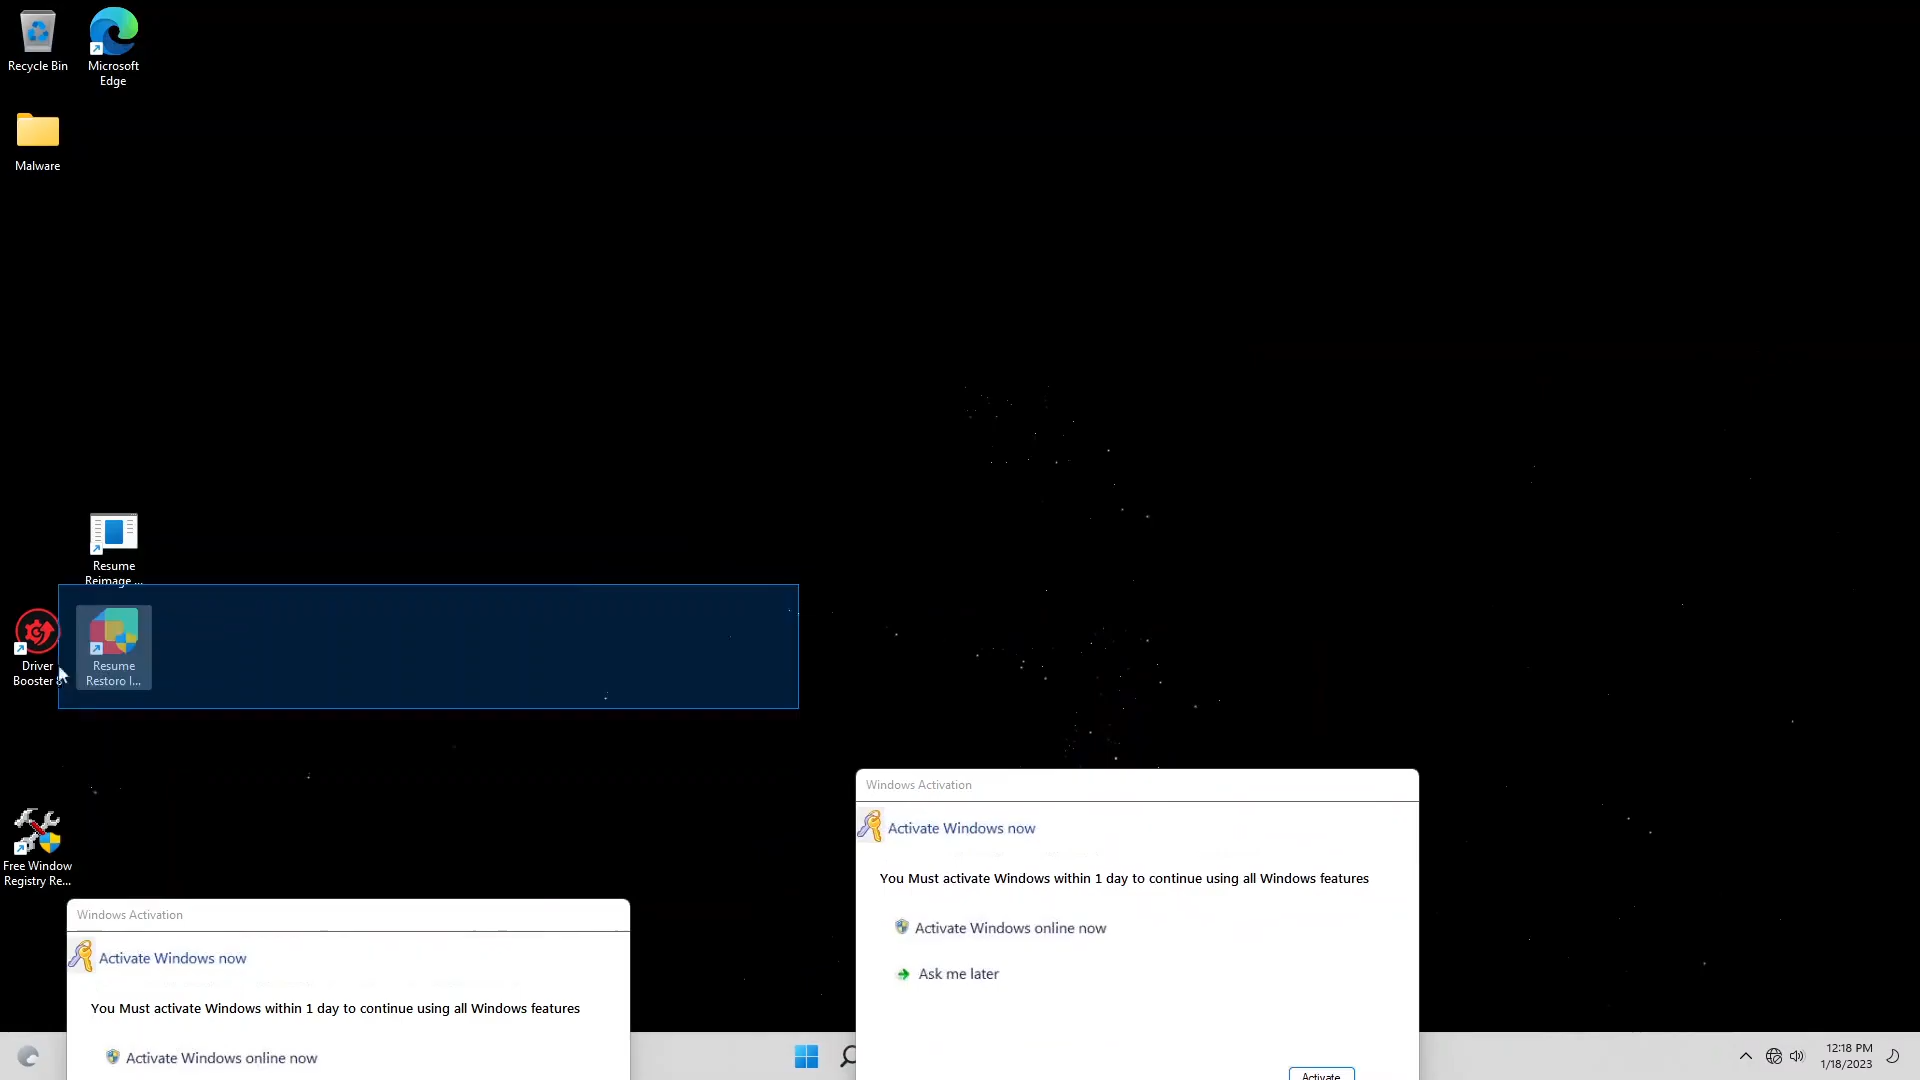 Recycle Bin
Microsoft
Edge
Malware
Resume
Reimage ...
Driver
Booster
Resume
Restoro I...
Free Window
Registry Re...
Windows Activation
Activate Windows now
You Must activate Windows within 1 day to continue using all Windows features
Activate Windows online now
Ask me later
Activate
Windows Activation
Activate Windows now
You Must activate Windows within 1 day to continue using all Windows features
Activate Windows online now
12:18 PM
1/18/2023